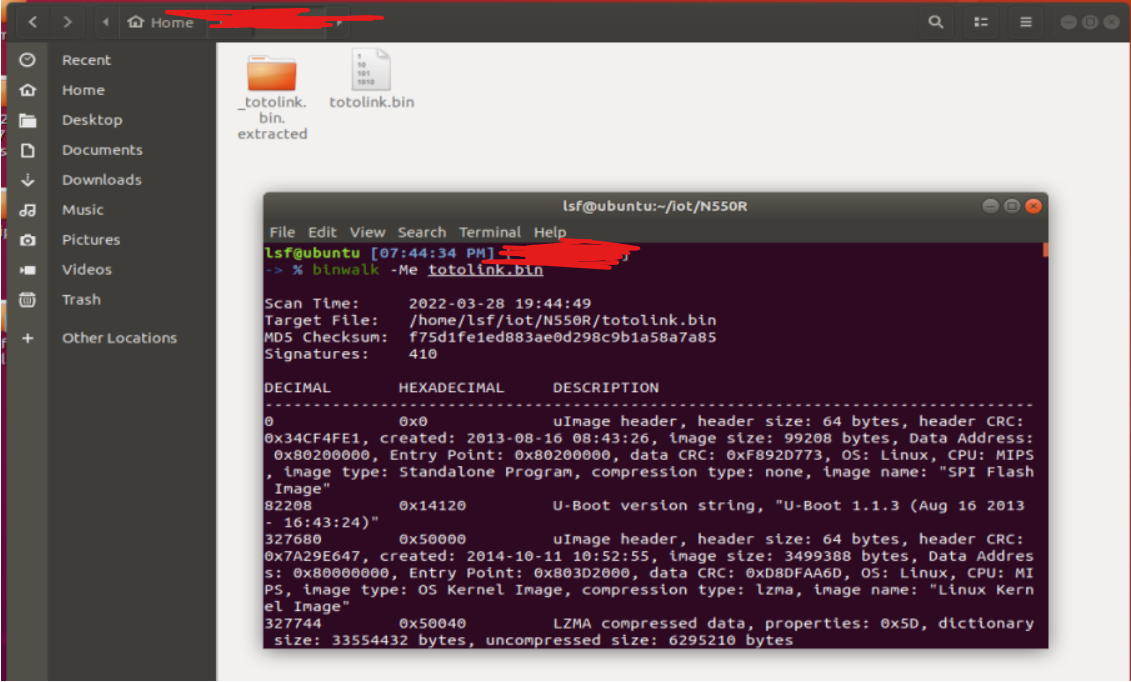 Home
Recent
Home
Desktop
Documents
Downloads
Music
Pictures
Videos
Trash
+ Other Locations
_totolink.
bin.
extracted
1
10
101
1010
totolink.bin
lsf@ubuntu:~/iot/N550R
File Edit View Search Terminal Help
lsf@ubuntu [07:44:34 PM]
-> % binwalk -Me totolink.bin
Scan Time: 2022-03-28 19:44:49
Target File: /home/lsf/iot/N550R/totolink.bin
MD5 Checksum: f75d1fe1ed883ae0d298c9b1a58a7a85
Signatures: 410
DECIMAL HEXADECIMAL DESCRIPTION
--------------------------------------------------------------------------------
0 0x0 uImage header, header size: 64 bytes, header CRC:
0x34CF4FE1, created: 2013-08-16 08:43:26, image size: 99208 bytes, Data Address:
0x80200000, Entry Point: 0x80200000, data CRC: 0xF892D773, OS: Linux, CPU: MIPS
, image type: Standalone Program, compression type: none, image name: "SPI Flash
Image"
82208 0x14120 U-Boot version string, "U-Boot 1.1.3 (Aug 16 2013
- 16:43:24)"
327680 0x50000 uImage header, header size: 64 bytes, header CRC:
0x7A29E647, created: 2014-10-11 10:52:55, image size: 3499388 bytes, Data Addres
s: 0x80000000, Entry Point: 0x803D2000, data CRC: 0xD8DFAA6D, OS: Linux, CPU: MI
PS, image type: OS Kernel Image, compression type: lzma, image name: "Linux Kern
el Image"
327744 0x50040 LZMA compressed data, properties: 0x5D, dictionary
size: 33554432 bytes, uncompressed size: 6295210 bytes